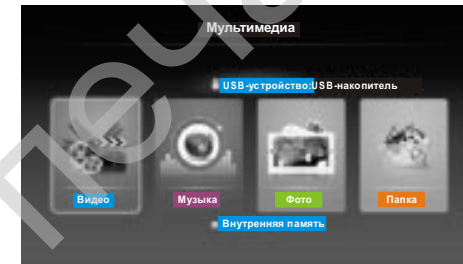 Мультимедиа
USB-устройство:USB-накопитель
Видео Музыка Фото Папка
Внутренняя память